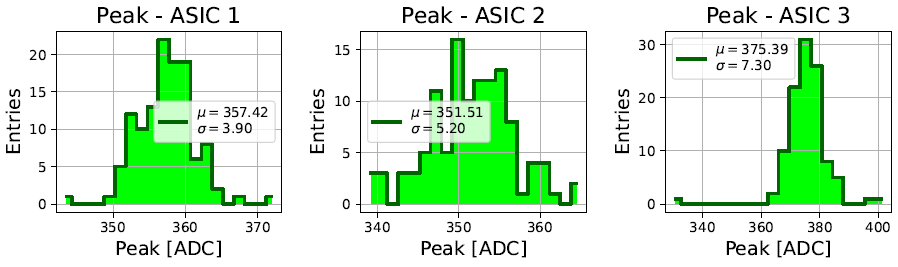 Peak - ASIC 1
Entries
20
15
10
5
0
μ = 357.42
σ = 3.90
350
360
370
Peak [ADC]
Peak - ASIC 2
Entries
15
10
5
0
μ = 351.51
σ = 5.20
340
350
360
Peak [ADC]
Peak - ASIC 3
Entries
30
20
10
0
μ = 375.39
σ = 7.30
340
360
380
400
Peak [ADC]